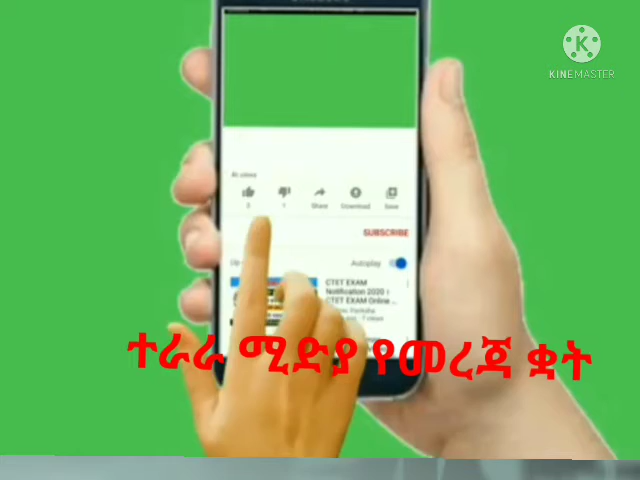 KINEMASTER
Share
Download
Save
SUBSCRIBE
Autoplay
CTET EXAM
Notification 2020 I
CTET EXAM Online ...
ተራራ ሚድያ የመረጃ ቋት